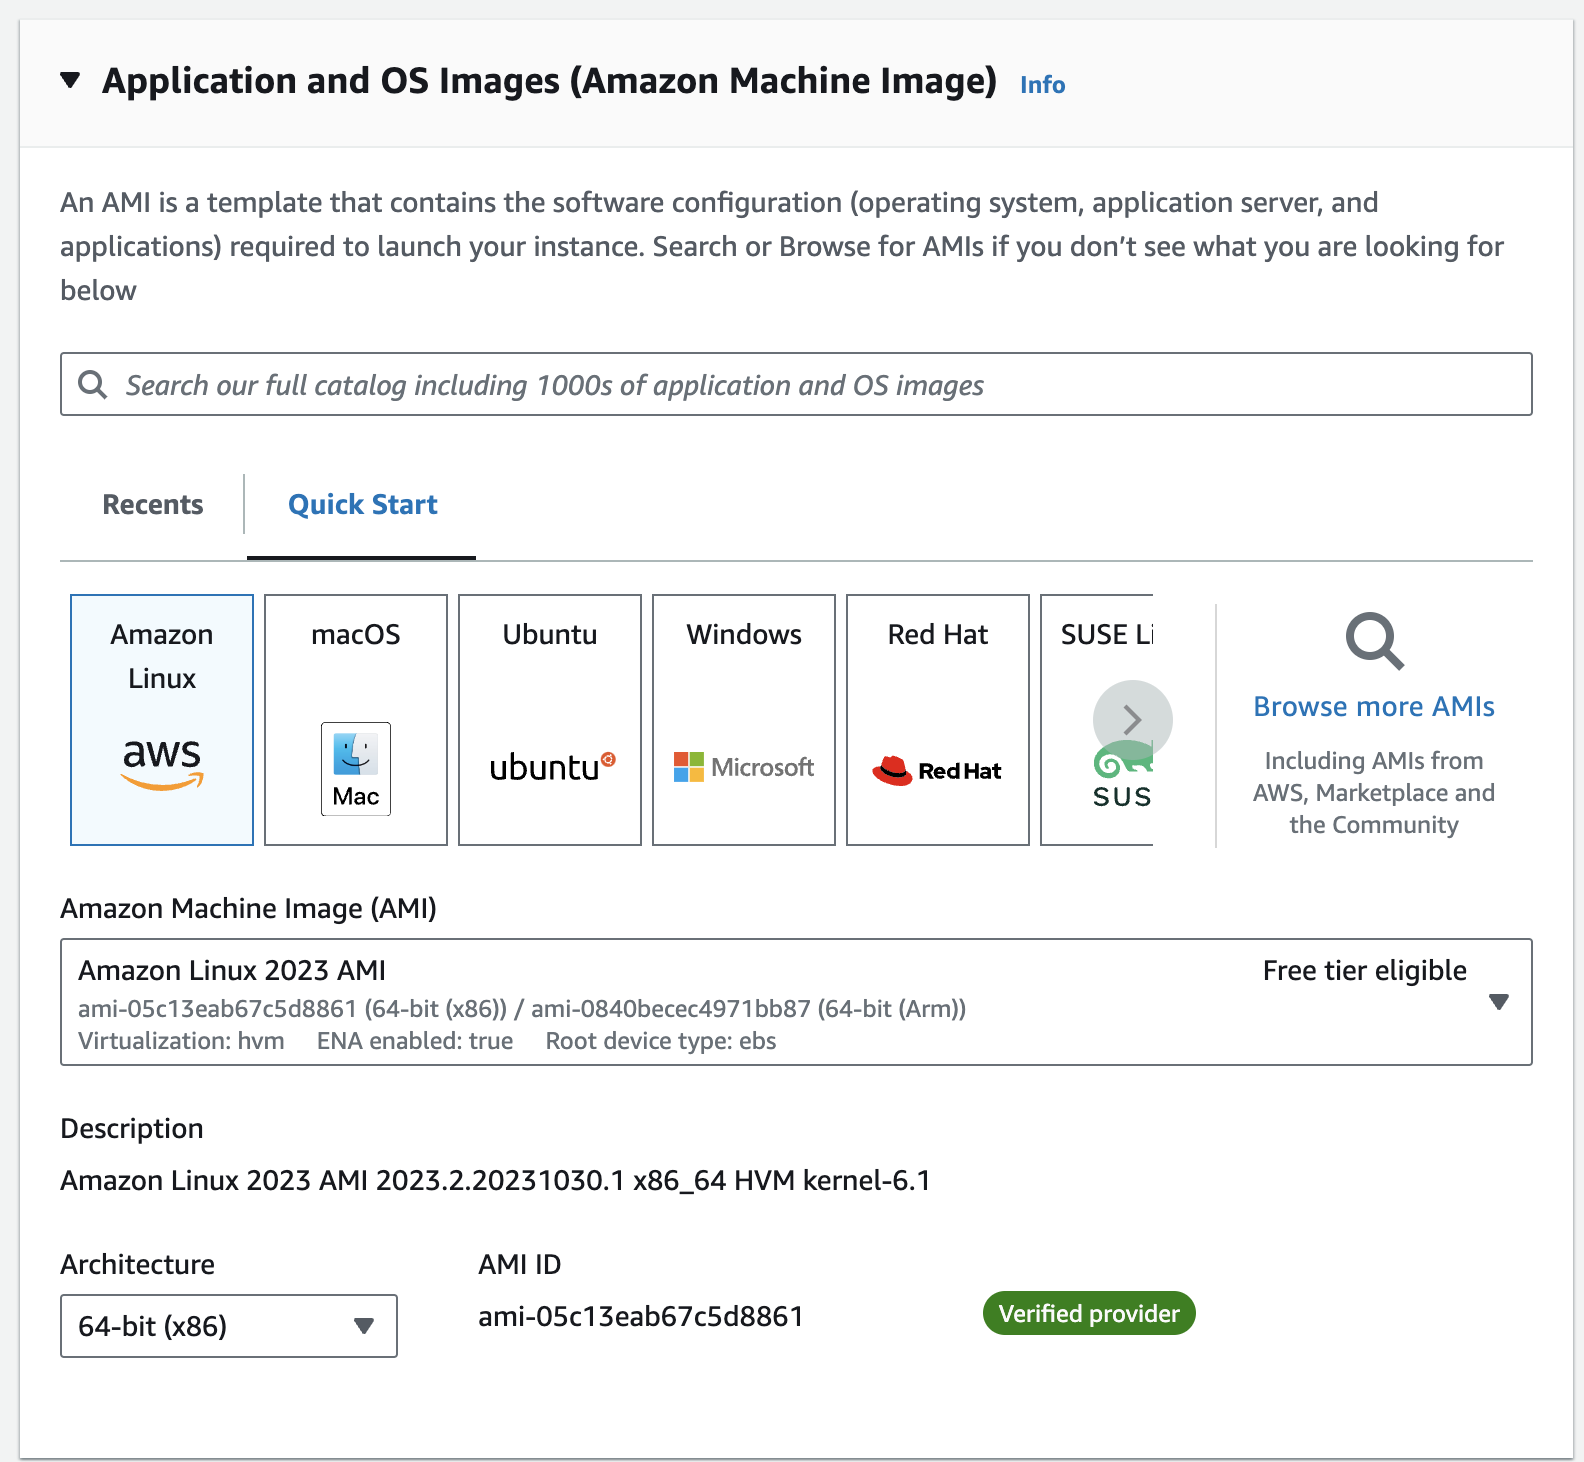 Application and OS Images (Amazon Machine Image) Info
An AMI is a template that contains the software configuration (operating system, application server, and
applications) required to launch your instance. Search or Browse for AMIs if you don’t see what you are looking for
below
Search our full catalog including 1000s of application and OS images
Recents
Quick Start
Amazon
Linux
aws
macOS
Mac
Ubuntu
ubuntu
Windows
Microsoft
Red Hat
Red Hat
SUSE Li
SUS
Browse more AMIs
Including AMIs from
AWS, Marketplace and
the Community
Amazon Machine Image (AMI)
Amazon Linux 2023 AMI
Free tier eligible
ami-05c13eab67c5d8861 (64-bit (x86)) / ami-0840becec4971bb87 (64-bit (Arm))
Virtualization: hvm ENA enabled: true Root device type: ebs
Description
Amazon Linux 2023 AMI 2023.2.20231030.1 x86_64 HVM kernel-6.1
Architecture
64-bit (x86)
AMI ID
ami-05c13eab67c5d8861
Verified provider